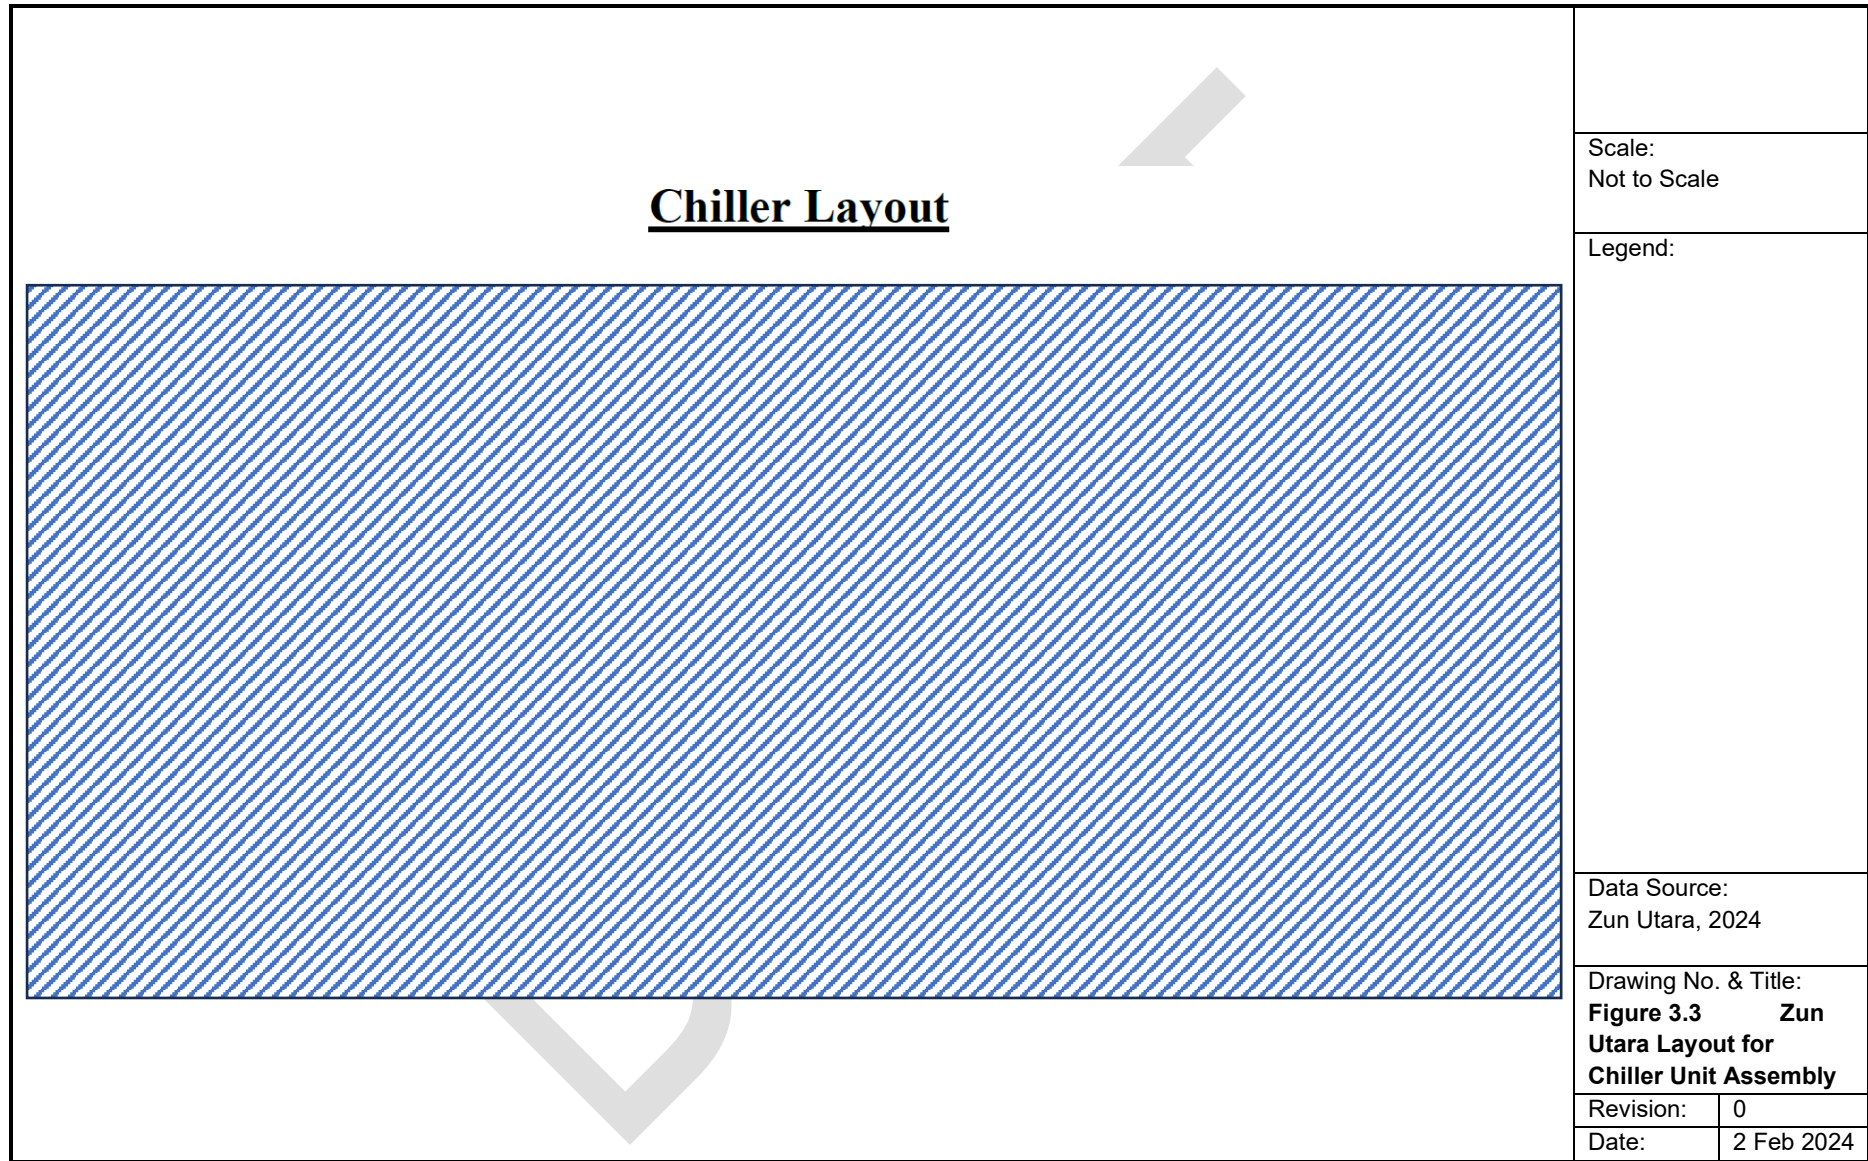 Chiller Layout
Scale:
Not to Scale
Legend:
Data Source:
Zun Utara, 2024
Drawing No. & Title:
Figure 3.3 Zun
Utara Layout for
Chiller Unit Assembly
Revision: 0
Date: 2 Feb 2024